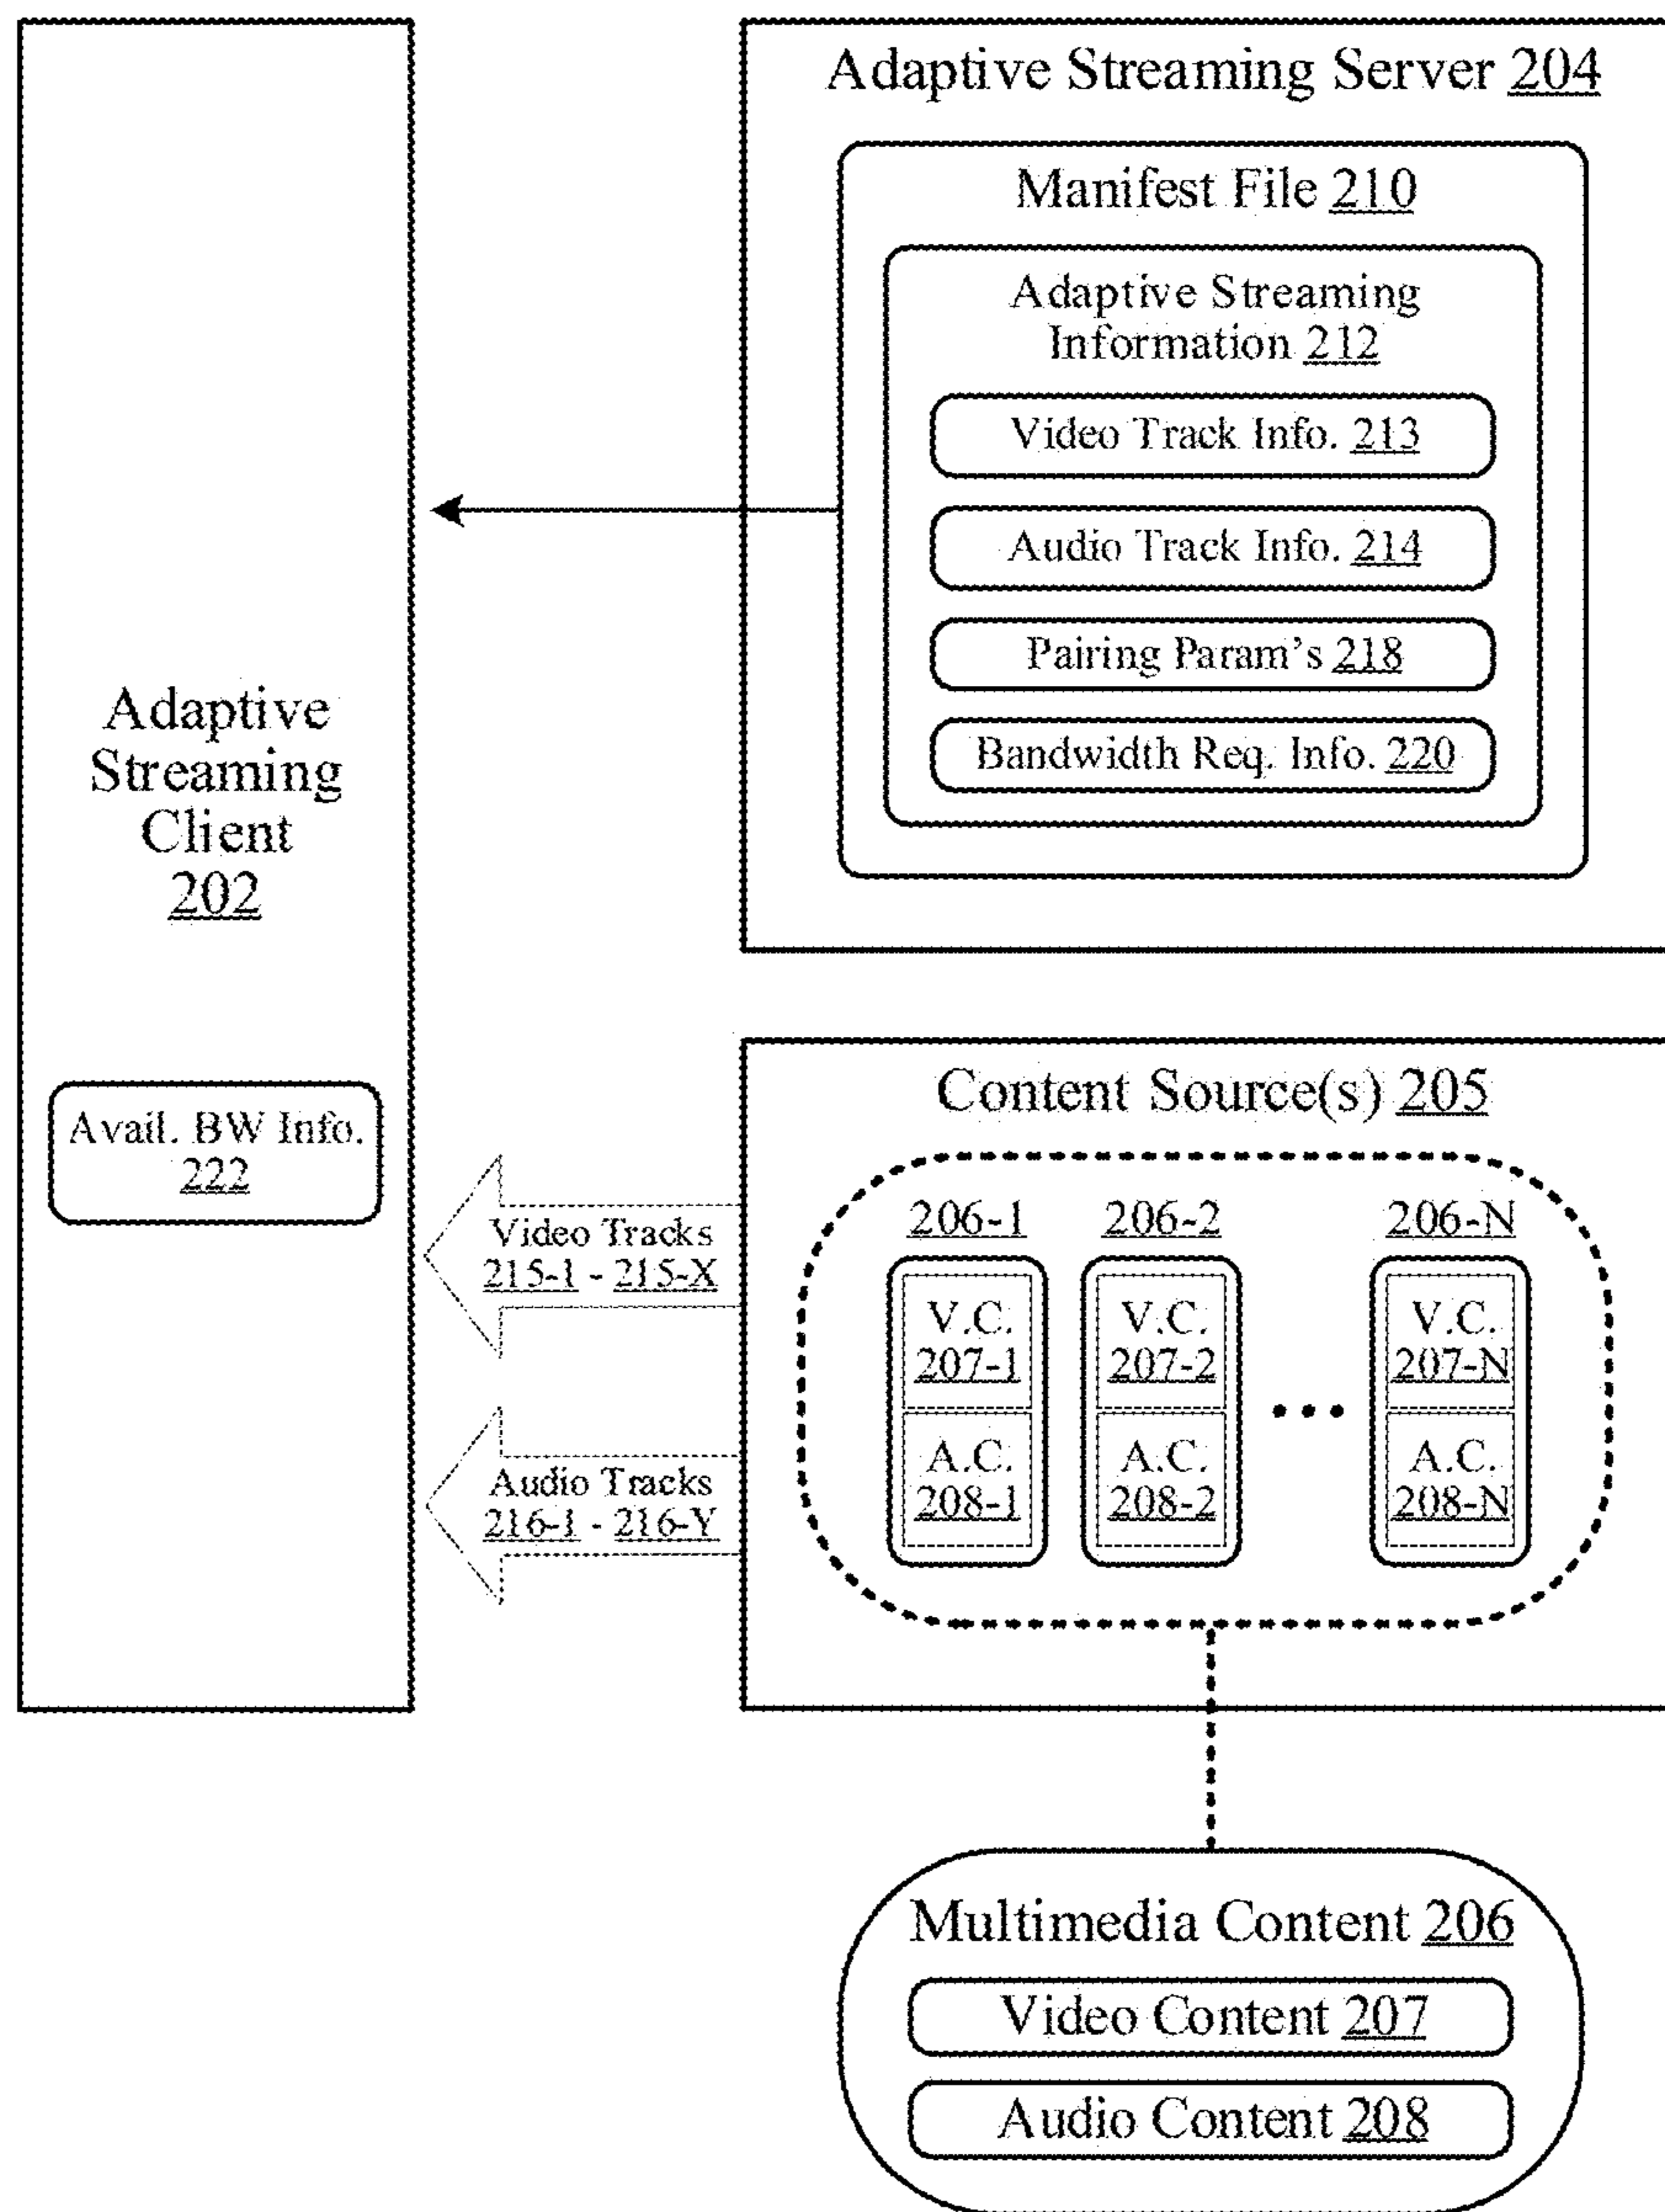 Adaptive Streaming Server 204
Manifest File 210
Adaptive Streaming
Information 212
Video Track Info. 213
Audio Track Info. 214
Pairing Param's 218
Bandwidth Req. Info. 220
Adaptive
Streaming
Client
202
Avail. BW Info.
222
Content Source(s) 205
Video Tracks
215-1 - 215-X
Audio Tracks
216-1 - 216-Y
206-1 206-2 206-N
V.C. V.C. V.C.
207-1 207-2 207-N
• • •
A.C. A.C. A.C.
208-1 208-2 208-N
Multimedia Content 206
Video Content 207
Audio Content 208